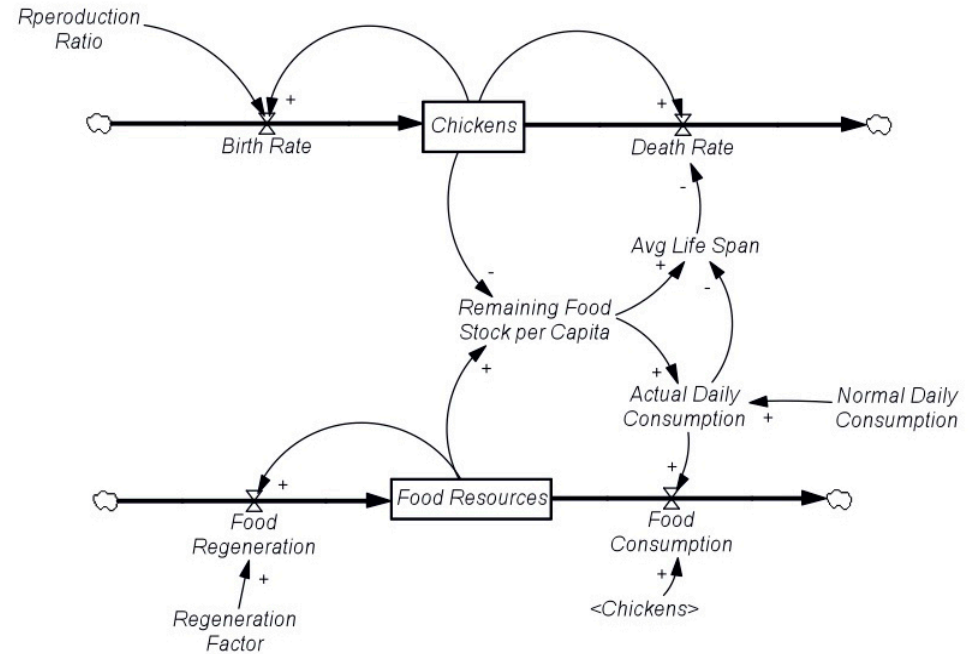 Rperoduction
Ratio
+
+
Chickens
Birth Rate
Death Rate
-
Avg Life Span
+
-
-
Remaining Food
Stock per Capita
+
+
Actual Daily
Consumption
+
Normal Daily
Consumption
+
+
Food Resources
Food
Regeneration
Food
Consumption
+
+
<Chickens>
Regeneration
Factor